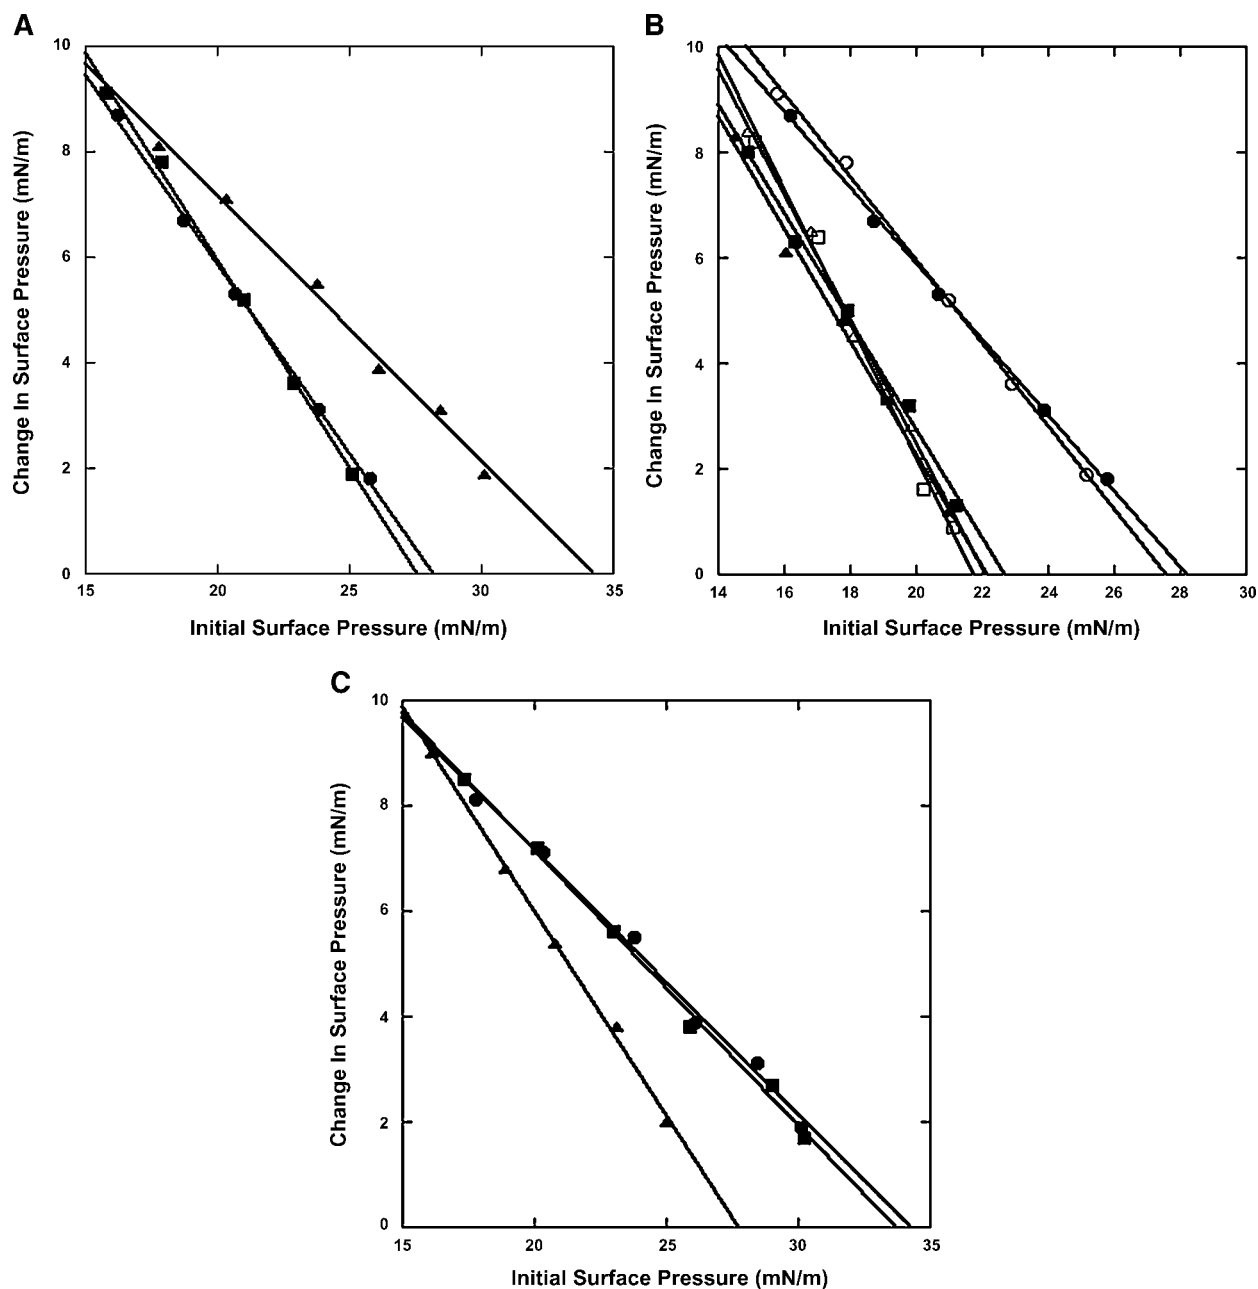 A
Change In Surface Pressure (mN/m)
10
8
6
4
2
0
15 20 25 30 35
Initial Surface Pressure (mN/m)
B
Change In Surface Pressure (mN/m)
10
8
6
4
2
0
14 16 18 20 22 24 26 28 30
Initial Surface Pressure (mN/m)
C
Change In Surface Pressure (mN/m)
10
8
6
4
2
0
15 20 25 30 35
Initial Surface Pressure (mN/m)